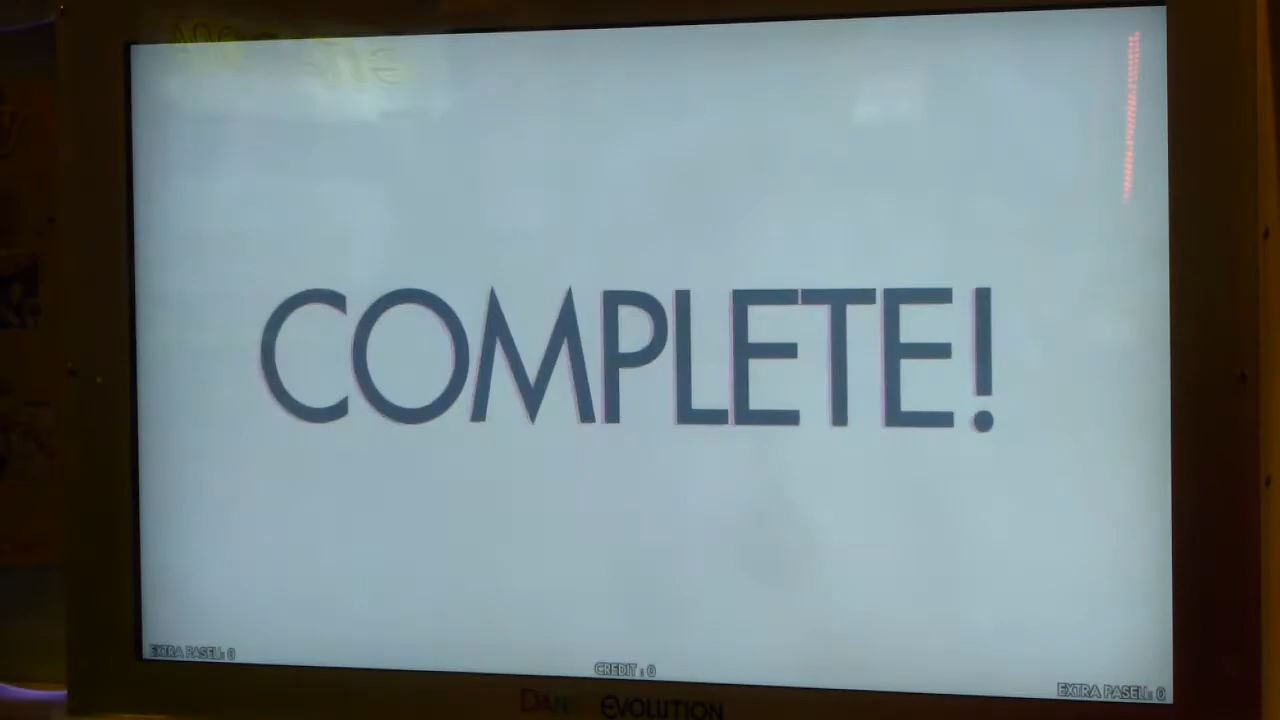 COMPLETE!
EXTRA PASELI: 0
CREDIT : 0
EXTRA PASELI: 0
EVOLUTION